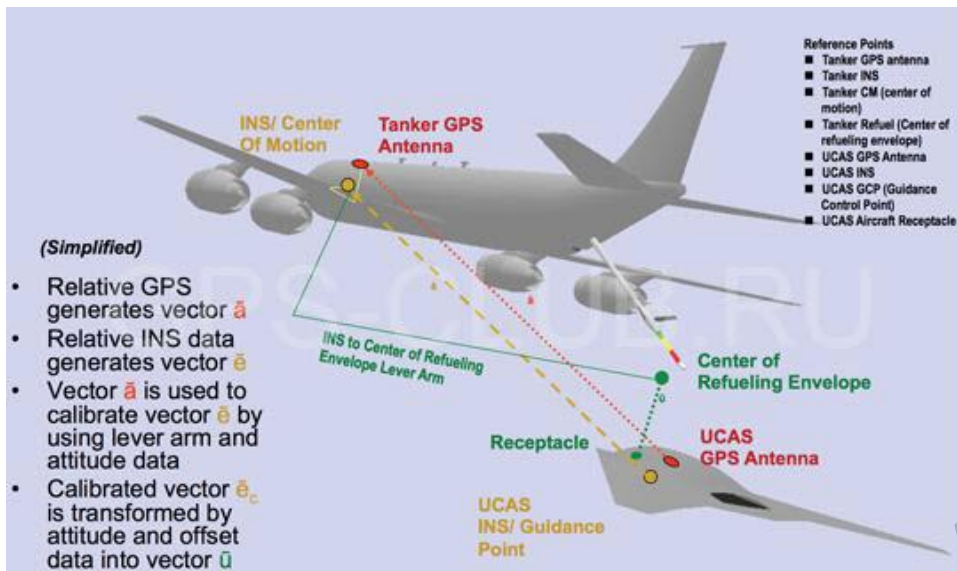 Reference Points
■ Tanker GPS antenna
■ Tanker INS
■ Tanker CM (center of
motion)
■ Tanker Refuel (Center of
refueling envelope)
■ UCAS GPS Antenna
■ UCAS INS
■ UCAS GCP (Guidance
Control Point)
■ UCAS Aircraft Receptacle
INS/ Center
Of Motion
Tanker GPS
Antenna
(Simplified)
• Relative GPS
generates vector ā
• Relative INS data
generates vector ē
• Vector ā is used to
calibrate vector ē by
using lever arm and
attitude data
• Calibrated vector ēc
is transformed by
attitude and offset
data into vector ū
INS to Center of Refueling
Envelope Lever Arm
Center of
Refueling Envelope
Receptacle
UCAS
GPS Antenna
UCAS
INS/ Guidance
Point
GPS-CLUB.RU